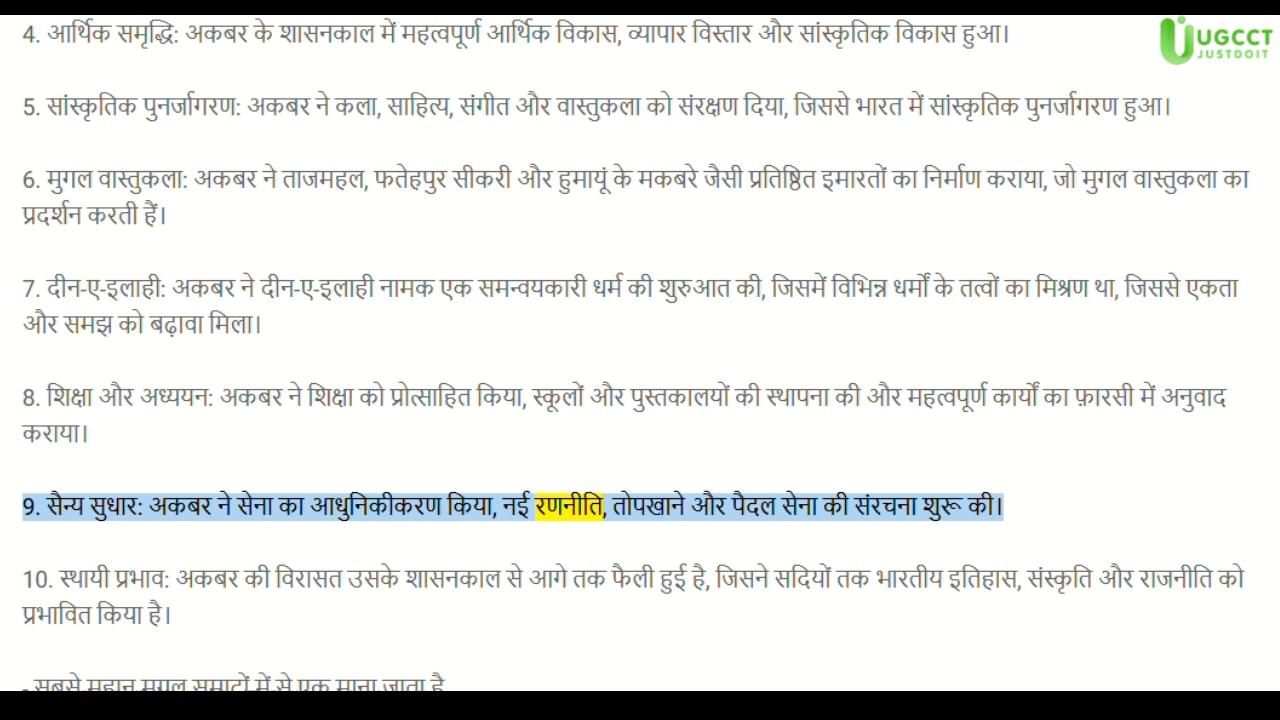 4. आर्थिक समृद्धि: अकबर के शासनकाल में महत्वपूर्ण आर्थिक विकास, व्यापार विस्तार और सांस्कृतिक विकास हुआ।
UGCCT
JUSTDOIT
5. सांस्कृतिक पुनर्जागरण: अकबर ने कला, साहित्य, संगीत और वास्तुकला को संरक्षण दिया, जिससे भारत में सांस्कृतिक पुनर्जागरण हुआ।
6. मुगल वास्तुकला: अकबर ने ताजमहल, फतेहपुर सीकरी और हुमायूं के मकबरे जैसी प्रतिष्ठित इमारतों का निर्माण कराया, जो मुगल वास्तुकला का
प्रदर्शन करती हैं।
7. दीन-ए-इलाही: अकबर ने दीन-ए-इलाही नामक एक समन्वयकारी धर्म की शुरुआत की, जिसमें विभिन्न धर्मों के तत्वों का मिश्रण था, जिससे एकता
और समझ को बढ़ावा मिला।
8. शिक्षा और अध्ययन: अकबर ने शिक्षा को प्रोत्साहित किया, स्कूलों और पुस्तकालयों की स्थापना की और महत्वपूर्ण कार्यों का फ़ारसी में अनुवाद
कराया।
9. सैन्य सुधार: अकबर ने सेना का आधुनिकीकरण किया, नई रणनीति, तोपखाने और पैदल सेना की संरचना शुरू की।
10. स्थायी प्रभाव: अकबर की विरासत उसके शासनकाल से आगे तक फैली हुई है, जिसने सदियों तक भारतीय इतिहास, संस्कृति और राजनीति को
प्रभावित किया है।
- सबसे महान मुगल सम्राटों में से एक माना जाता है